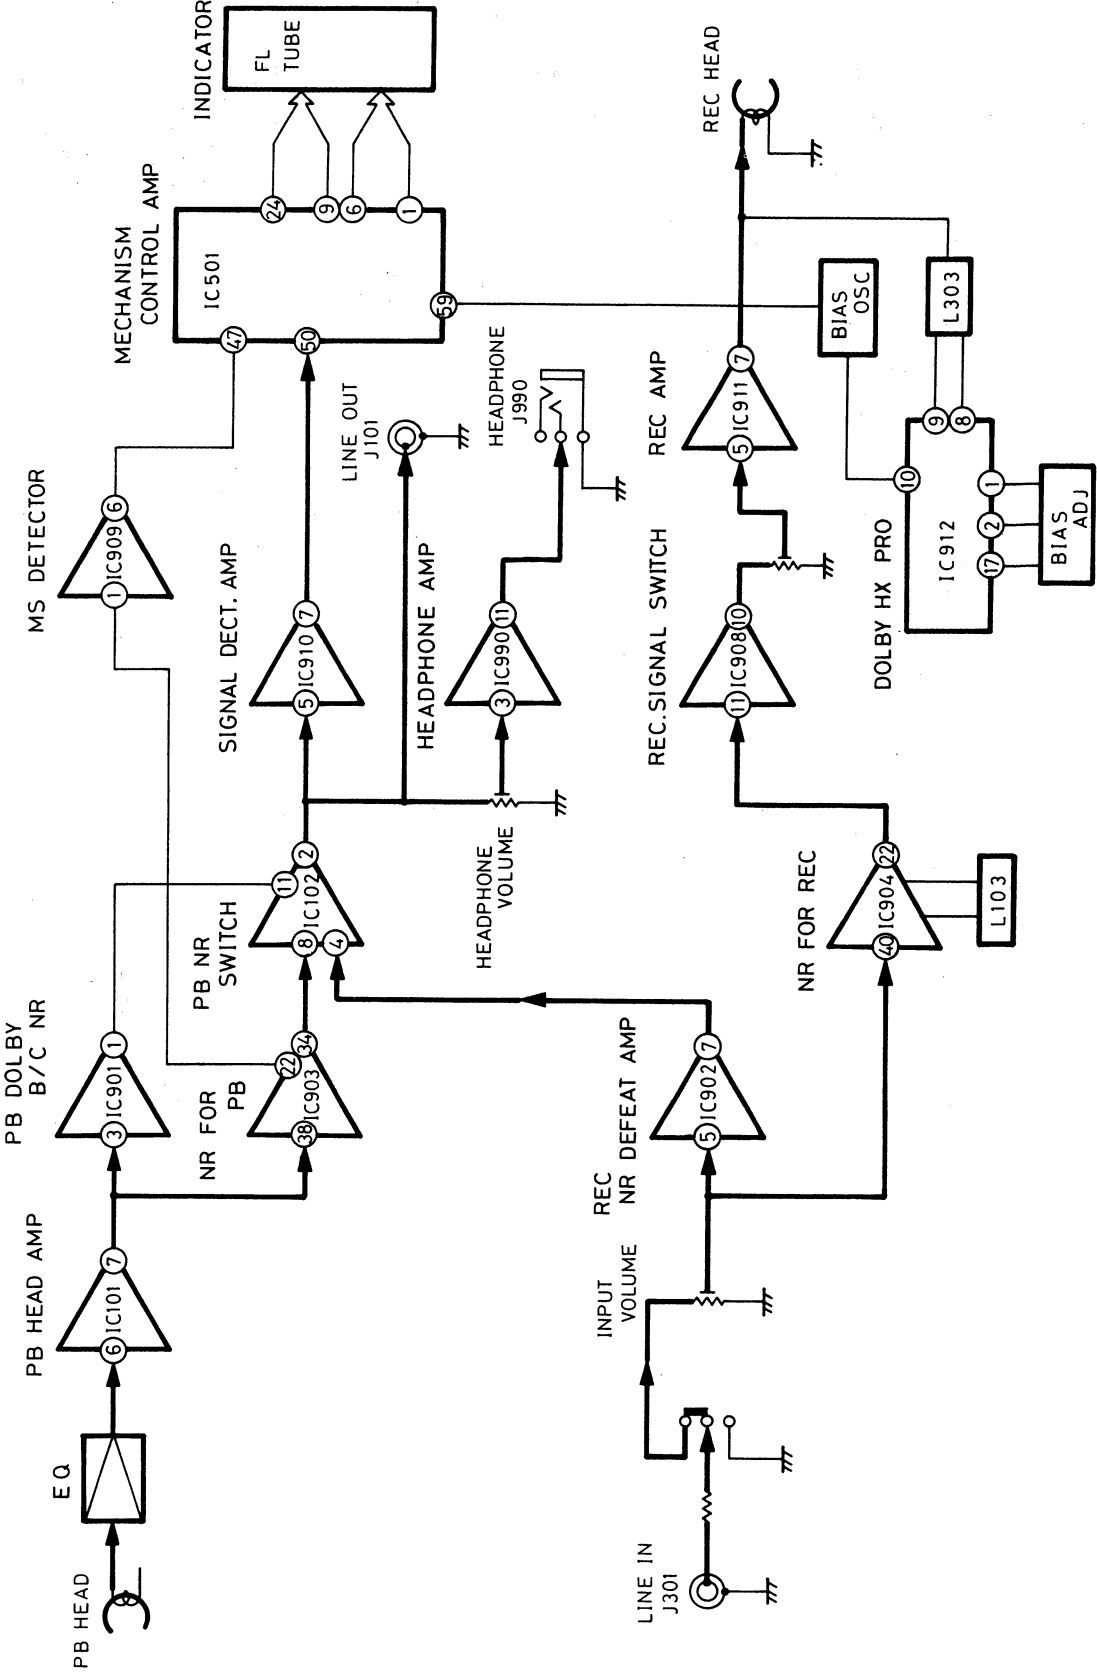 PB HEAD
EQ
PB HEAD AMP
6
IC101
7
PB DOLBY
B/C NR
3
IC901
1
NR FOR
PB
38
IC903
22
34
PB NR
SWITCH
8
4
IC102
11
2
MS DETECTOR
1
IC909
6
SIGNAL DECT. AMP
5
IC910
7
MECHANISM
CONTROL AMP
IC501
47
50
59
24
9
6
1
INDICATOR
FL
TUBE
LINE OUT
J101
HEADPHONE AMP
3
IC990
11
HEADPHONE
VOLUME
HEADPHONE
J990
LINE IN
J301
INPUT
VOLUME
REC
NR DEFEAT AMP
5
IC902
7
NR FOR REC
40
IC904
22
L103
REC.SIGNAL SWITCH
11
IC908
10
REC AMP
5
IC911
7
REC HEAD
BIAS
OSC
L303
DOLBY HX PRO
IC912
10
9
8
17
2
1
BIAS
ADJ